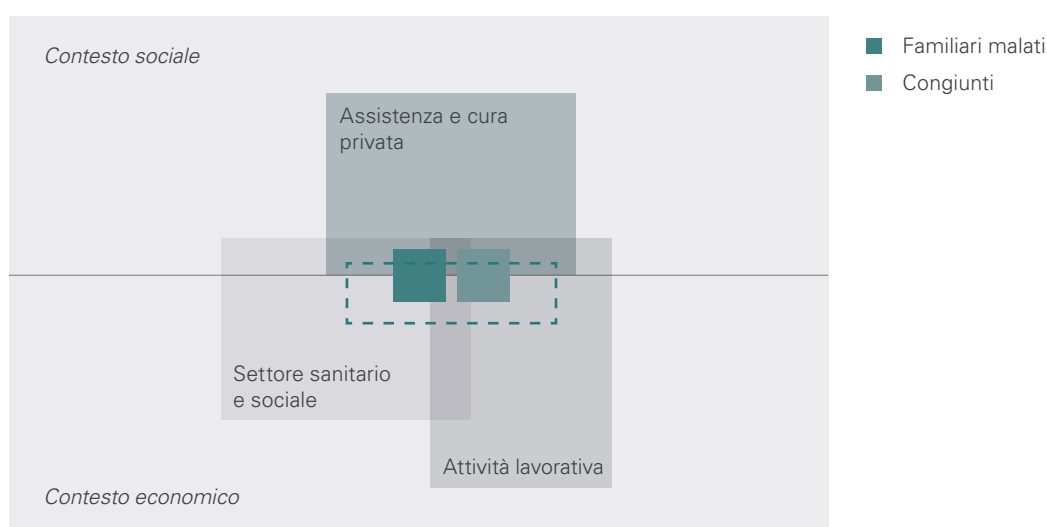 Contesto sociale
Familiari malati
Congiunti
Assistenza e cura
privata
Settore sanitario
e sociale
Attività lavorativa
Contesto economico